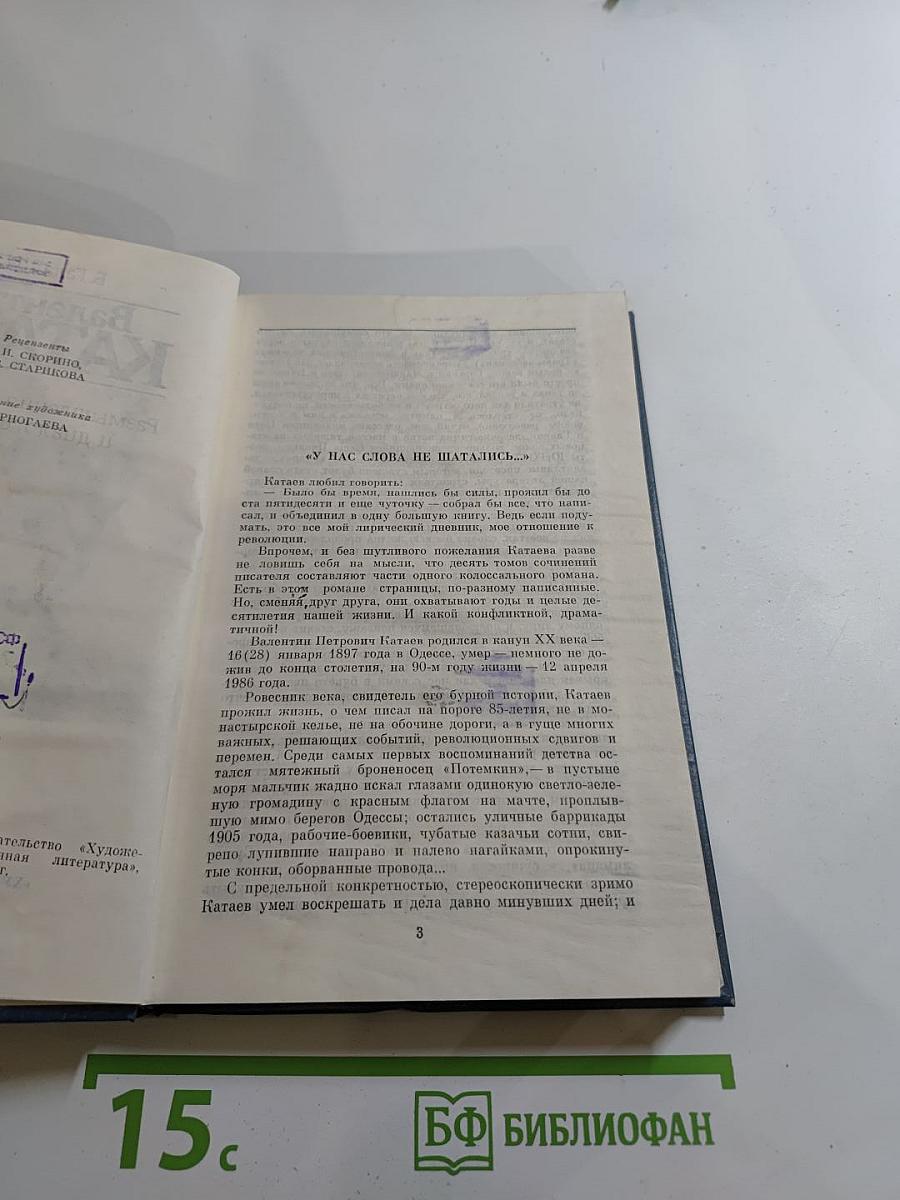 Рецензенты
И. СКОРИНО,
СТАРИКОВА
художника
«У НАС СЛОВА НЕ ШАТАЛИСЬ...»
Катаев любил говорить:
— Было бы время, нашлись бы силы, прожил бы до
ста пятидесяти и еще чуточку — собрал бы все, что напи-
сал, и объединил в одну большую книгу. Ведь если поду-
мать, это все мой лирический дневник, мое отношение к
революции.
Впрочем, и без шутливого пожелания Катаева разве
не ловишь себя на мысли, что десять томов сочинений
писателя составляют части одного колоссального романа.
Есть в этом романе страницы, по-разному написанные.
Но, сменяя друг друга, они охватывают годы и целые де-
сятилетия нашей жизни. И какой конфликтной, драма-
тичной!
Валентин Петрович Катаев родился в канун XX века —
16(28) января 1897 года в Одессе, умер — немного не до-
жив до конца столетия, на 90-м году жизни — 12 апреля
1986 года.
Ровесник века, свидетель его бурной истории, Катаев
прожил жизнь, о чем писал на пороге 85-летия, не в мо-
настырской келье, не на обочине дороги, а в гуще многих
важных, решающих событий, революционных сдвигов и
перемен. Среди самых первых воспоминаний детства ос-
тался мятежный броненосец «Потемкин»,— в пустыне
моря мальчик жадно искал глазами одинокую светло-зеле-
ную громадину с красным флагом на мачте, проплыв-
шую мимо берегов Одессы; остались уличные баррикады
1905 года, рабочие-боевики, чубатые казачьи сотни, сви-
репо лупившие направо и налево нагайками, опрокину-
тые конки, оборванные провода...
С предельной конкретностью, стереоскопически зримо
Катаев умел воскрешать и дела давно минувших дней; и
3
«Художе-
литература»,
15 с
БФ БИБЛИОФАН